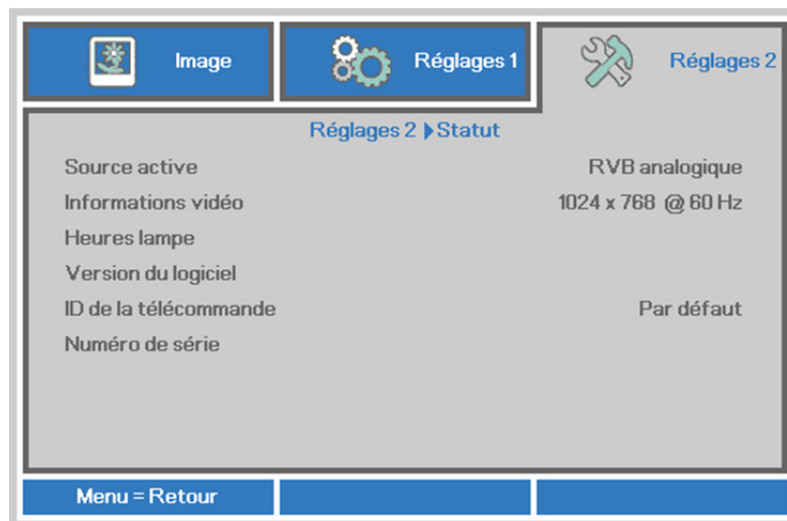 Image
Réglages 1
Réglages 2
Réglages 2 ▶ Statut
Source active RVB analogique
Informations vidéo 1024 x 768 @ 60 Hz
Heures lampe
Version du logiciel
ID de la télécommande Par défaut
Numéro de série
Menu = Retour